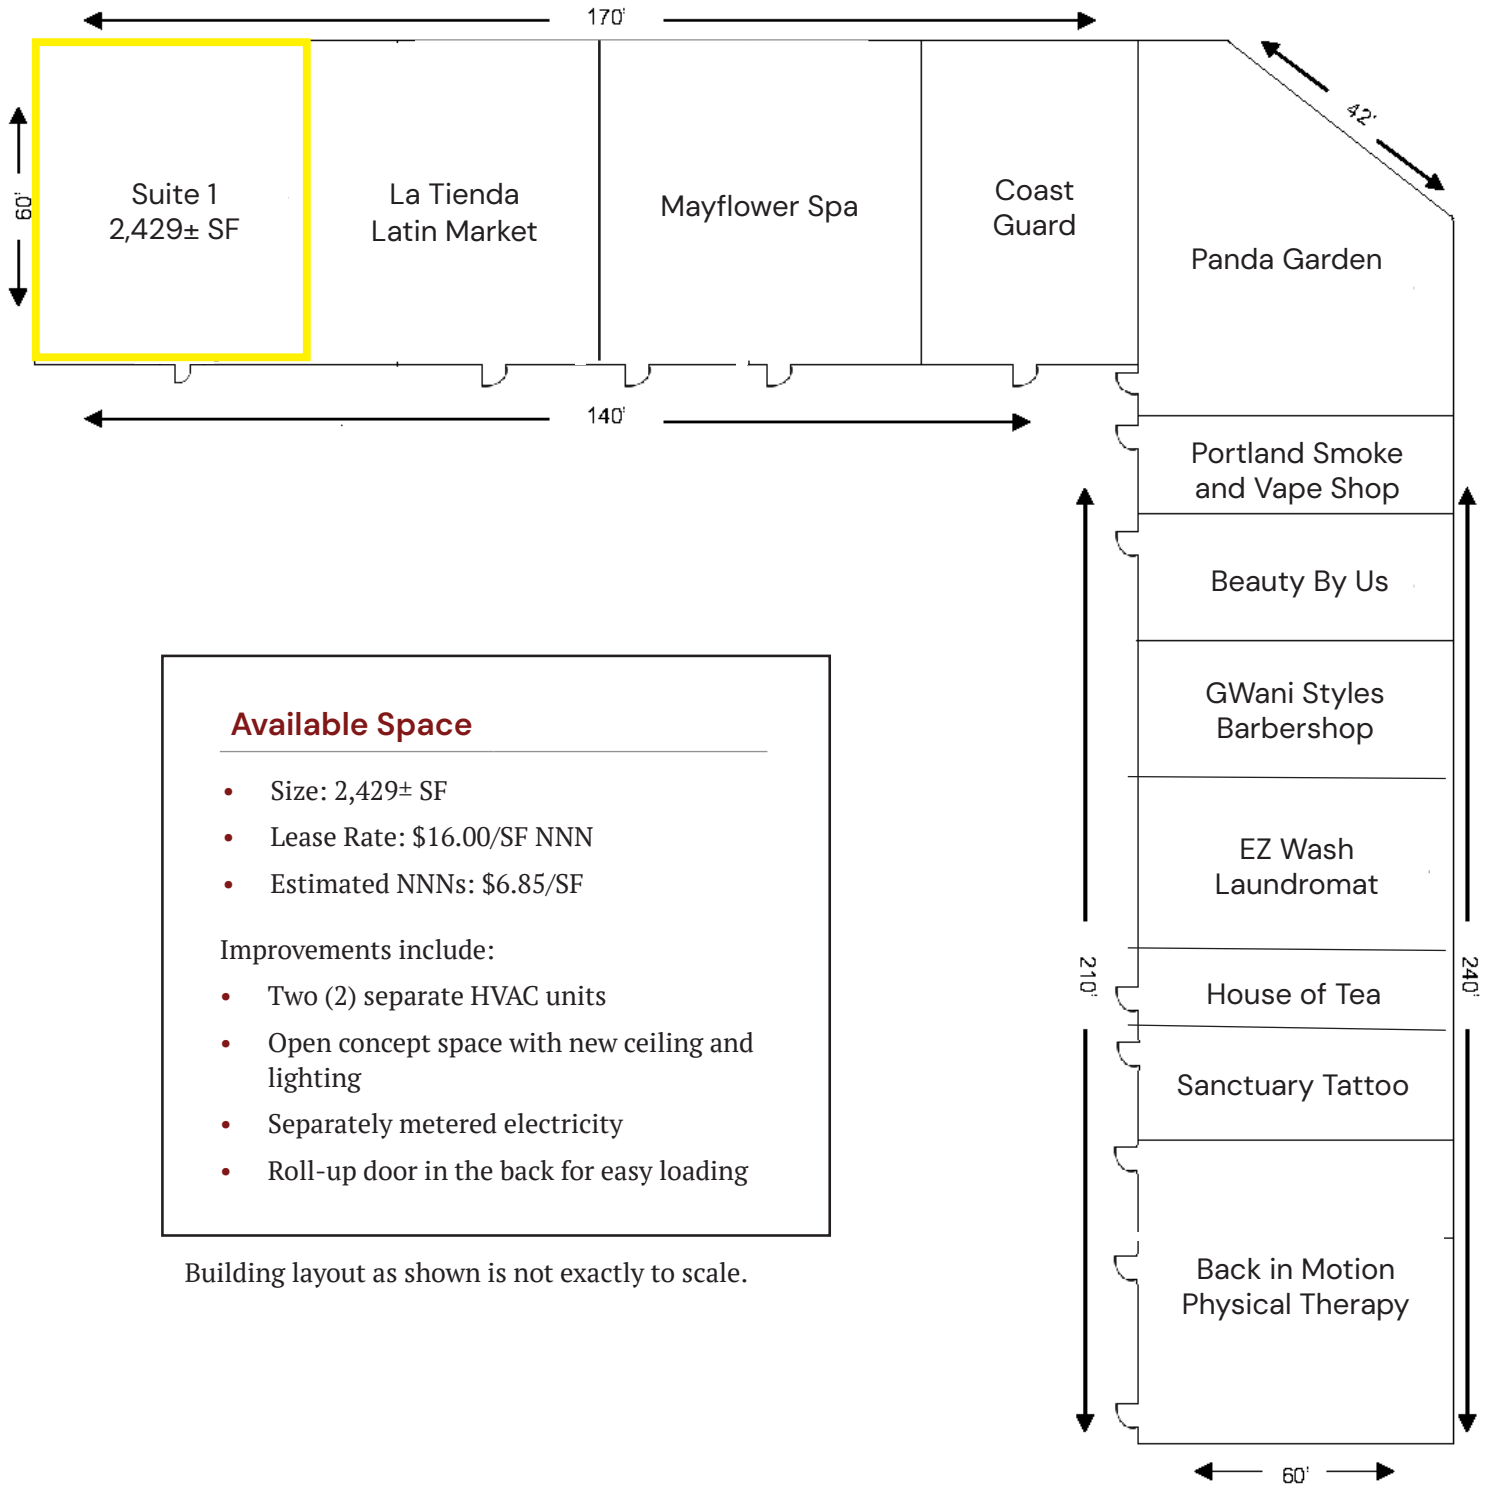 170'
42'
60'
Suite 1
2,429± SF
La Tienda
Latin Market
Mayflower Spa
Coast
Guard
Panda Garden
140'
Portland Smoke
and Vape Shop
Beauty By Us
GWani Styles
Barbershop
EZ Wash
Laundromat
210'
240'
House of Tea
Sanctuary Tattoo
Back in Motion
Physical Therapy
60'
Available Space
• Size: 2,429± SF
• Lease Rate: $16.00/SF NNN
• Estimated NNNs: $6.85/SF
Improvements include:
• Two (2) separate HVAC units
• Open concept space with new ceiling and
lighting
• Separately metered electricity
• Roll-up door in the back for easy loading
Building layout as shown is not exactly to scale.